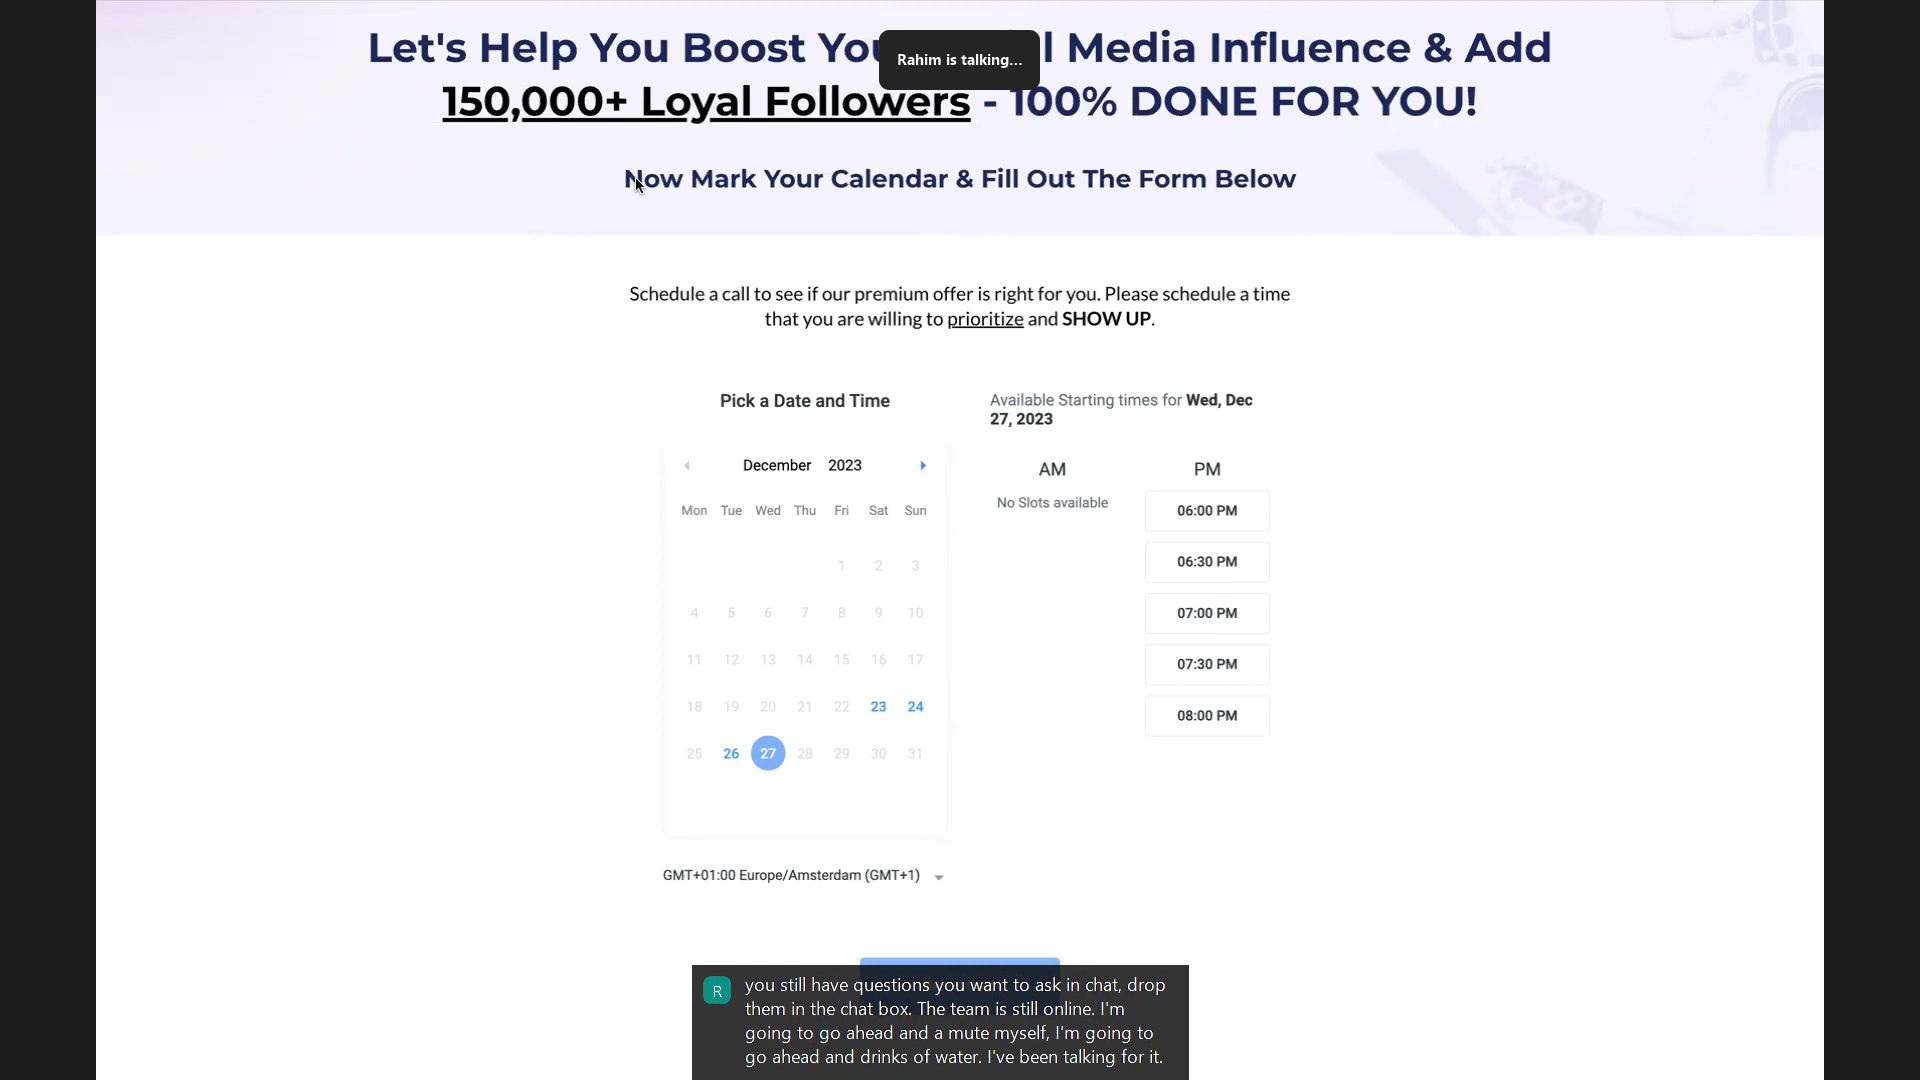 Let's Help You Boost You l Media Influence & Add
Rahim is talking...
150,000+ Loyal Followers - 100% DONE FOR YOU!
Now Mark Your Calendar & Fill Out The Form Below
Schedule a call to see if our premium offer is right for you. Please schedule a time
that you are willing to prioritize and SHOW UP.
Pick a Date and Time
December 2023
Mon Tue Wed Thu Fri Sat Sun
1 2 3
4 5 6 7 8 9 10
11 12 13 14 15 16 17
18 19 20 21 22 23 24
25 26 27 28 29 30 31
GMT+01:00 Europe/Amsterdam (GMT+1)
Available Starting times for Wed, Dec
27, 2023
AM PM
No Slots available
06:00 PM
06:30 PM
07:00 PM
07:30 PM
08:00 PM
R
you still have questions you want to ask in chat, drop
them in the chat box. The team is still online. I'm
going to go ahead and a mute myself, I'm going to
go ahead and drinks of water. I've been talking for it.